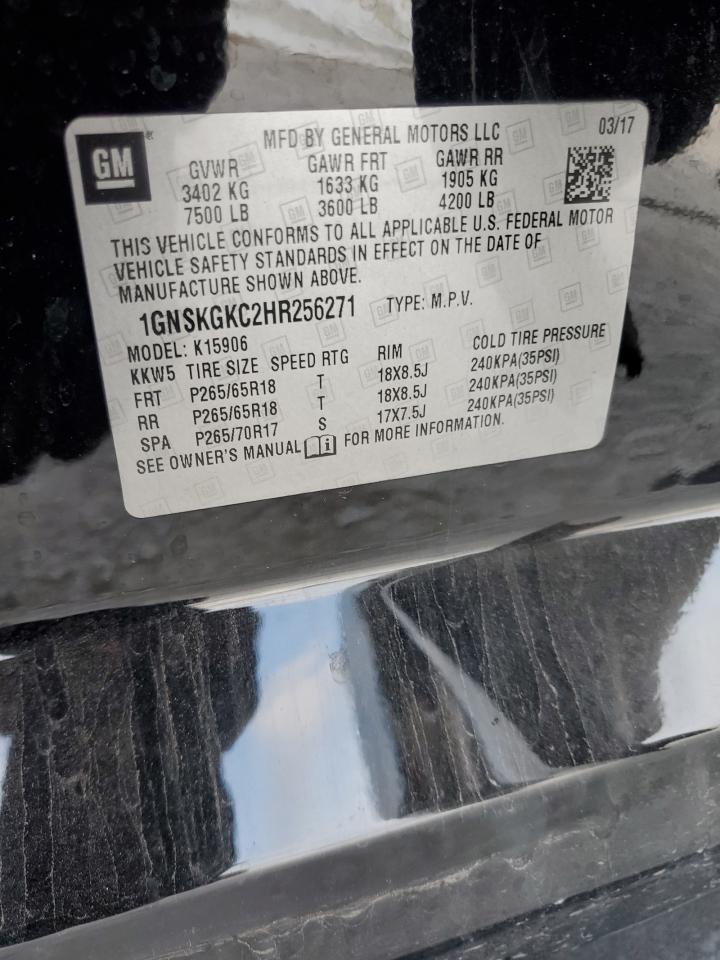 GM
MFD BY GENERAL MOTORS LLC 03/17
GVWR GAWR FRT GAWR RR
3402 KG 1633 KG 1905 KG
7500 LB 3600 LB 4200 LB
THIS VEHICLE CONFORMS TO ALL APPLICABLE U.S. FEDERAL MOTOR
VEHICLE SAFETY STANDARDS IN EFFECT ON THE DATE OF
MANUFACTURE SHOWN ABOVE.
1GNSKGKC2HR256271 TYPE: M.P.V.
MODEL: K15906
KKW5 TIRE SIZE SPEED RTG RIM COLD TIRE PRESSURE
FRT P265/65R18 T 18X8.5J 240KPA(35PSI)
RR P265/65R18 T 18X8.5J 240KPA(35PSI)
SPA P265/70R17 S 17X7.5J 240KPA(35PSI)
SEE OWNER'S MANUAL FOR MORE INFORMATION.